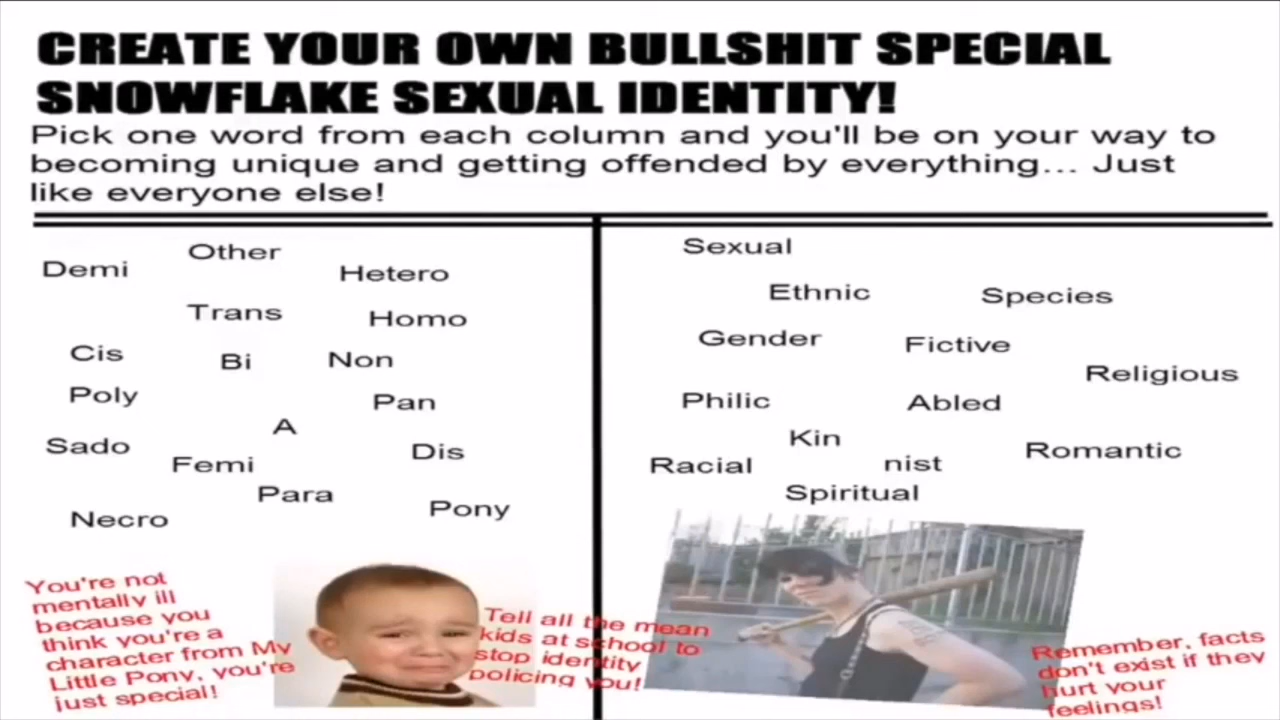 CREATE YOUR OWN BULLSHIT SPECIAL
SNOWFLAKE SEXUAL IDENTITY!
Pick one word from each column and you'll be on your way to
becoming unique and getting offended by everything... Just
like everyone else!
Other
Demi
Hetero
Trans
Homo
Cis
Bi
Non
Poly
Pan
A
Sado
Dis
Femi
Para
Pony
Necro
Sexual
Ethnic
Species
Gender
Fictive
Religious
Philic
Abled
Kin
Romantic
Racial
nist
Spiritual
You're not
mentally ill
because you
think you're a
character from My
Little Pony, you're
just special!
Tell all the mean
kids at school to
stop identity
policing you!
Remember, facts
don't exist if they
hurt your
feelings!